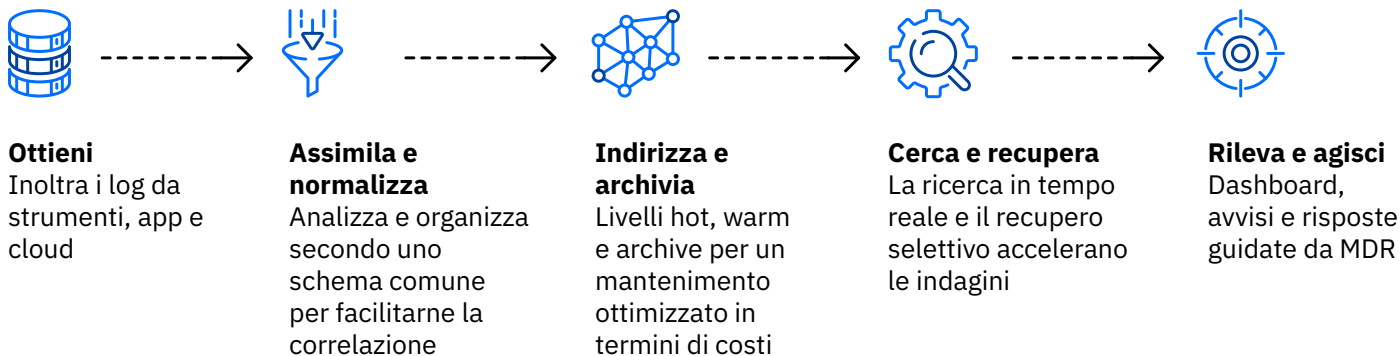 Ottieni
Inoltra i log da
strumenti, app e
cloud
Assimila e
normalizza
Analizza e organizza
secondo uno
schema comune
per facilitarne la
correlazione
Indirizza e
archivia
Livelli hot, warm
e archive per un
mantenimento
ottimizzato in
termini di costi
Cerca e recupera
La ricerca in tempo
reale e il recupero
selettivo accelerano
le indagini
Rileva e agisci
Dashboard,
avvisi e risposte
guidate da MDR